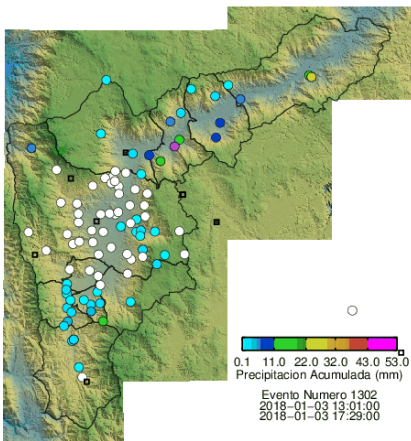 0.1 11.0 22.0 32.0 43.0 53.0
Precipitacion Acumulada (mm)
Evento Numero 1302
2018-01-03 13:01:00
2018-01-03 17:29:00